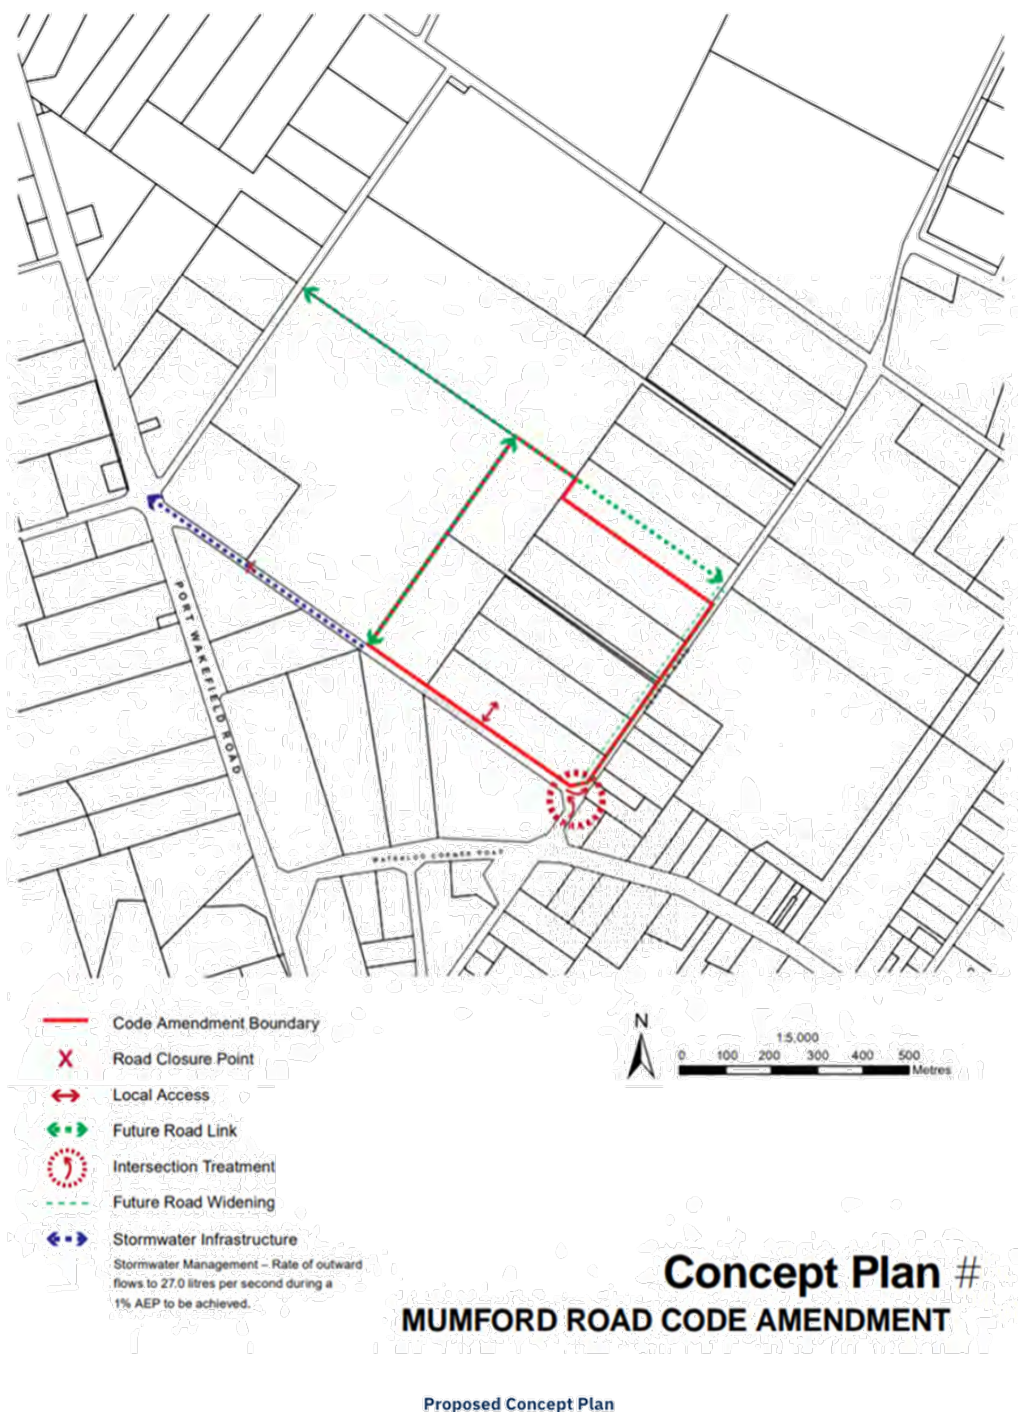 PORT WAKEFIELD ROAD
WATERLOO CORNER ROAD
Code Amendment Boundary
X Road Closure Point
Local Access
Future Road Link
Intersection Treatment
Future Road Widening
Stormwater Infrastructure
Stormwater Management – Rate of outward
flows to 27.0 litres per second during a
1% AEP to be achieved.
N
1:5,000
0 100 200 300 400 500
Metres
Concept Plan #
MUMFORD ROAD CODE AMENDMENT
Proposed Concept Plan